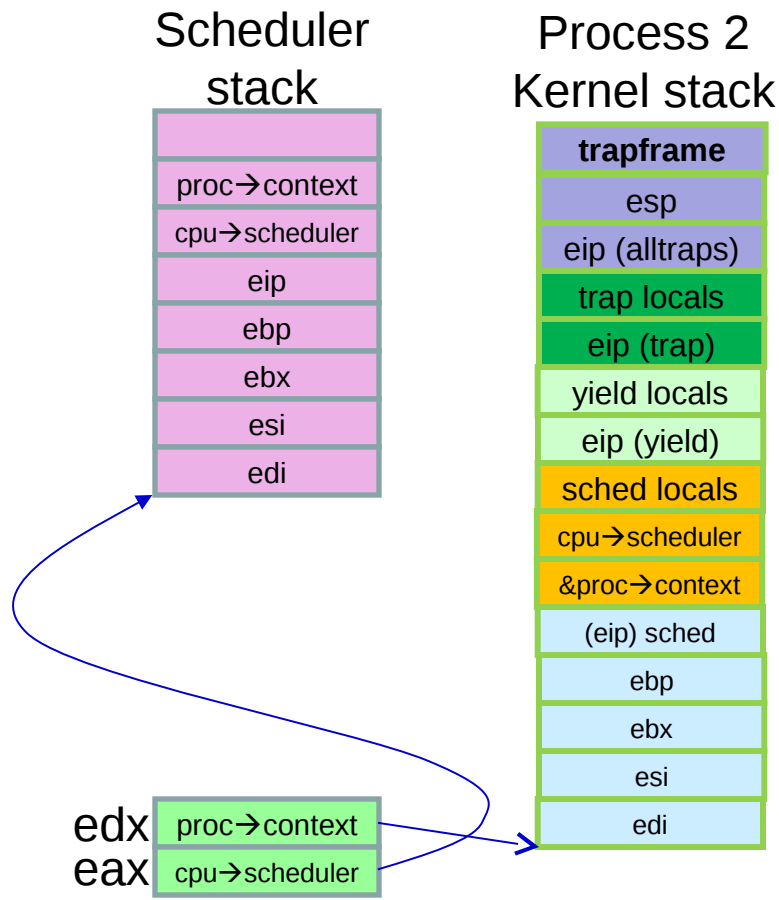 Scheduler
stack
proc→context
cpu→scheduler
eip
ebp
ebx
esi
edi
Process 2
Kernel stack
trapframe
esp
eip (alltraps)
trap locals
eip (trap)
yield locals
eip (yield)
sched locals
cpu→scheduler
&proc→context
(eip) sched
ebp
ebx
esi
edi
edx proc→context
eax cpu→scheduler